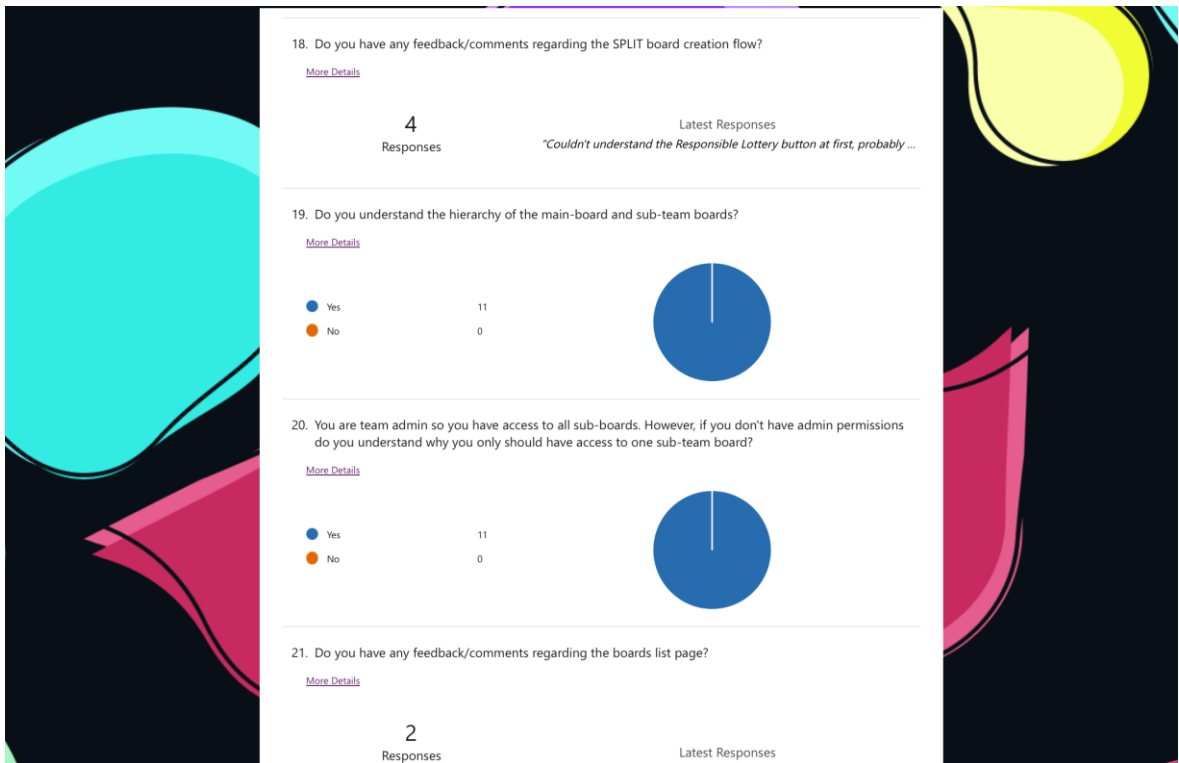 18. Do you have any feedback/comments regarding the SPLIT board creation flow?
More Details
4
Responses
Latest Responses
"Couldn't understand the Responsible Lottery button at first, probably ...
19. Do you understand the hierarchy of the main-board and sub-team boards?
More Details
Yes 11
No 0
20. You are team admin so you have access to all sub-boards. However, if you don't have admin permissions
do you understand why you only should have access to one sub-team board?
More Details
Yes 11
No 0
21. Do you have any feedback/comments regarding the boards list page?
More Details
2
Responses
Latest Responses